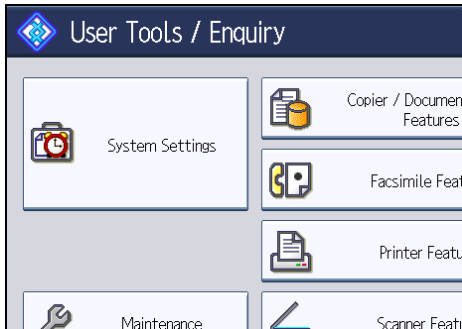 User Tools / Enquiry
System Settings
Copier / Documen
Features
Facsimile Feat
Printer Featu
Maintenance
Scanner Featu